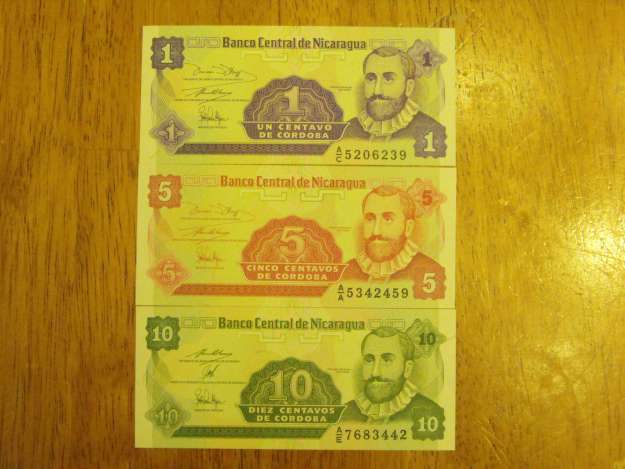 1 Banco Central de Nicaragua 1
1
UN CENTAVO
DE CORDOBA
1 1
A/C 5206239
5 Banco Central de Nicaragua 5
5
CINCO CENTAVOS
DE CORDOBA
5 5
A/A 5342459
10 Banco Central de Nicaragua 10
10
DIEZ CENTAVOS
DE CORDOBA
10 10
A/E 7683442